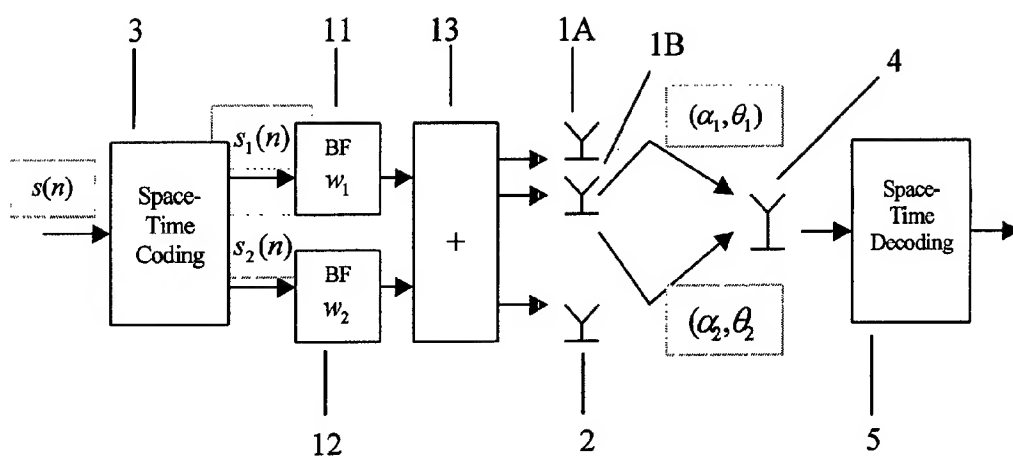 3
11
13
1A
1B
4
(α₁,θ₁)
s(n)
s₁(n)
BF
w₁
Space-
Time
Coding
+
Space-
Time
Decoding
s₂(n)
BF
w₂
(α₂,θ₂
12
2
5